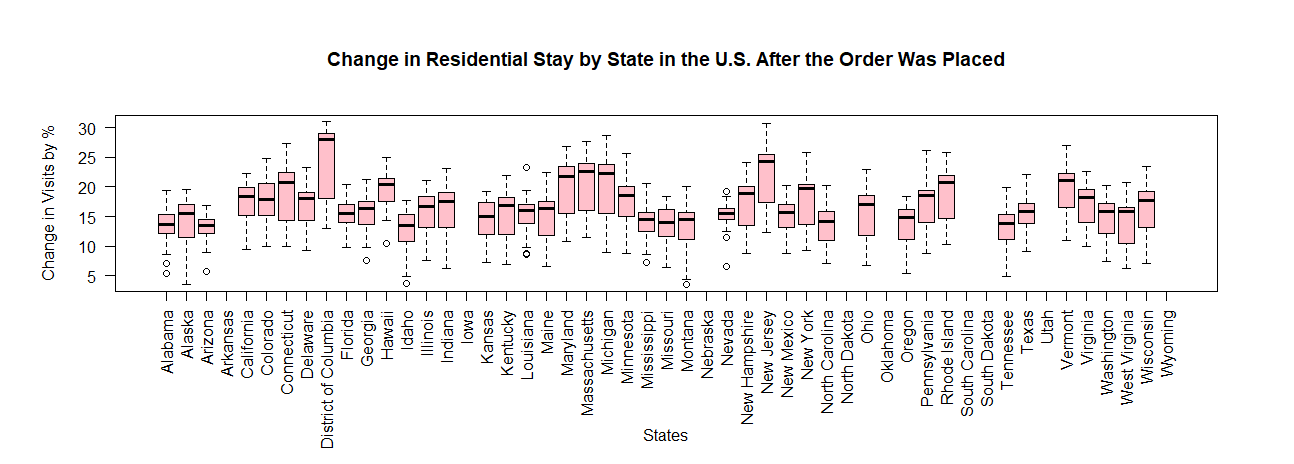 Change in Residential Stay by State in the U.S. After the Order Was Placed
Change in Visits by %
30
25
20
15
10
5
Alabama
Alaska
Arizona
Arkansas
California
Colorado
Connecticut
Delaware
District of Columbia
Florida
Georgia
Hawaii
Idaho
Illinois
Indiana
Iowa
Kansas
Kentucky
Louisiana
Maine
Maryland
Massachusetts
Michigan
Minnesota
Mississippi
Missouri
Montana
Nebraska
Nevada
New Hampshire
New Jersey
New Mexico
New York
North Carolina
North Dakota
Ohio
Oklahoma
Oregon
Pennsylvania
Rhode Island
South Carolina
South Dakota
Tennessee
Texas
Utah
Vermont
Virginia
Washington
West Virginia
Wisconsin
Wyoming
States